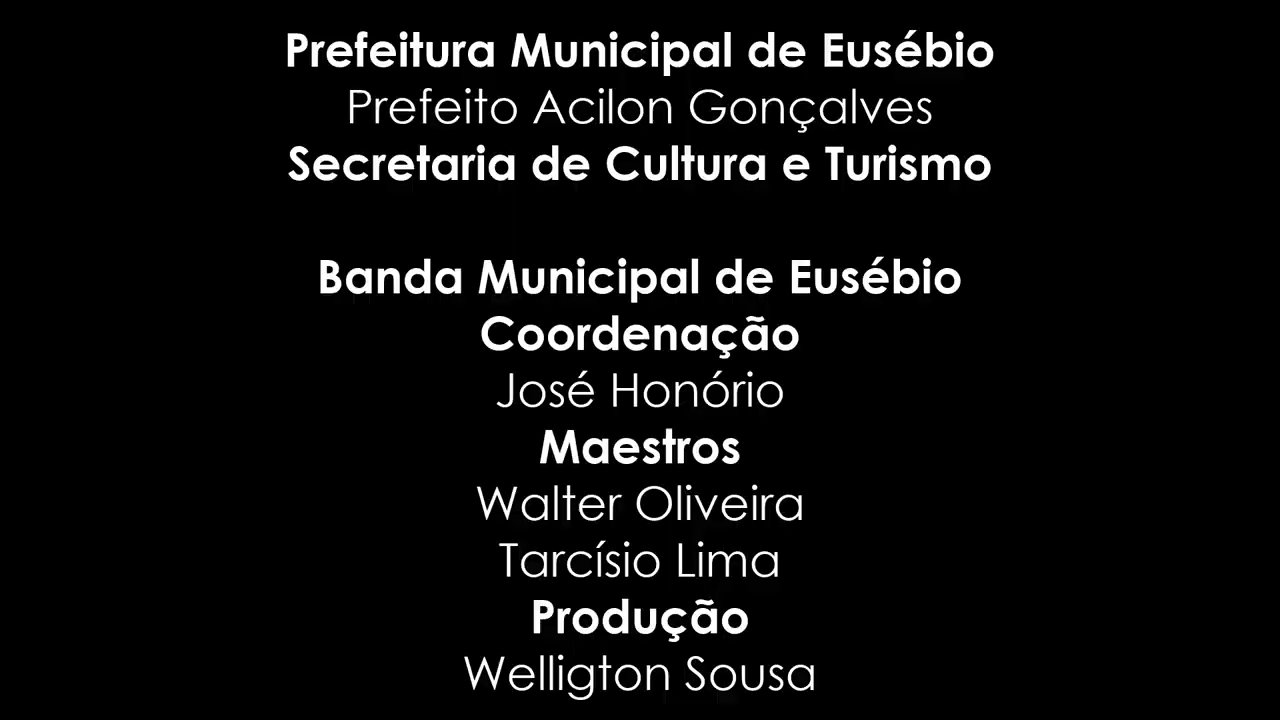 Prefeitura Municipal de Eusébio
Prefeito Acilon Gonçalves
Secretaria de Cultura e Turismo
Banda Municipal de Eusébio
Coordenação
José Honório
Maestros
Walter Oliveira
Tarcísio Lima
Produção
Welligton Sousa